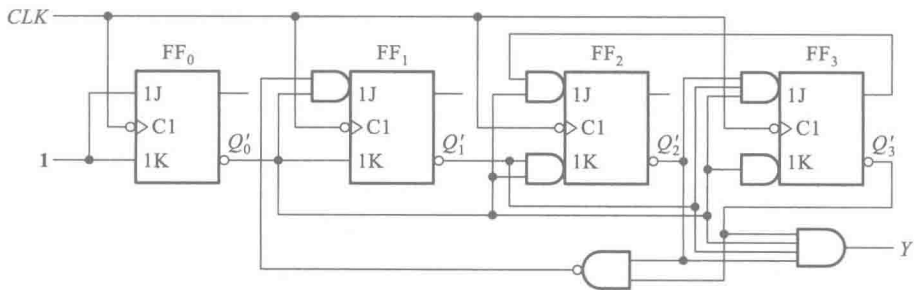 CLK
FF₀ FF₁ FF₂ FF₃
1J 1J 1J 1J
C1 C1 C1 C1
1 1K Q′₀ 1K Q′₁ 1K Q′₂ 1K Q′₃
Y